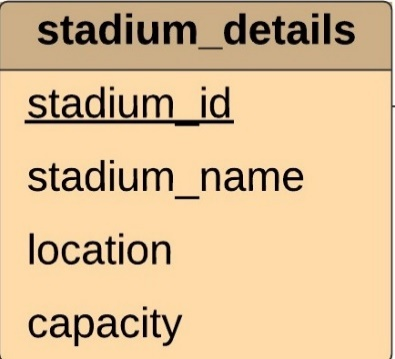 stadium_details
stadium_id
stadium_name
location
capacity